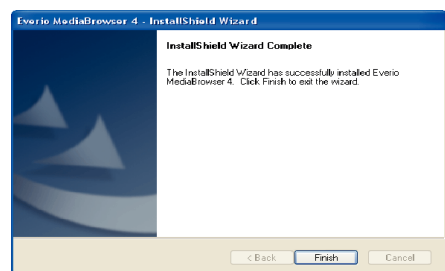 Everio MediaBrowser 4 - InstallShield Wizard
InstallShield Wizard Complete
The InstallShield Wizard has successfully installed Everio
MediaBrowser 4. Click Finish to exit the wizard.
< Back
Finish
Cancel